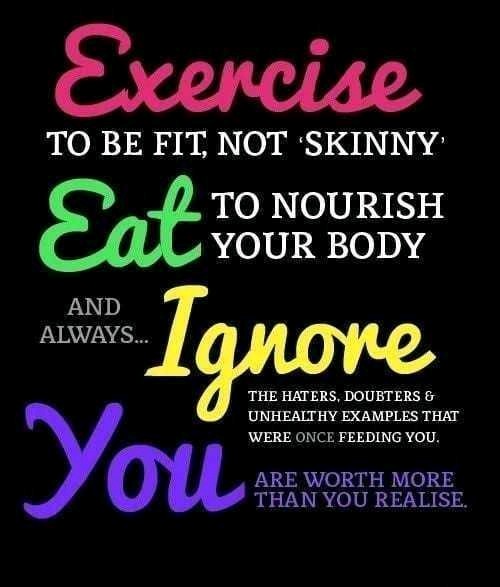 Exercise
TO BE FIT, NOT ‘SKINNY’
Eat TO NOURISH
YOUR BODY
AND
ALWAYS... Ignore
THE HATERS, DOUBTERS &
UNHEALTHY EXAMPLES THAT
WERE ONCE FEEDING YOU.
You ARE WORTH MORE
THAN YOU REALISE.